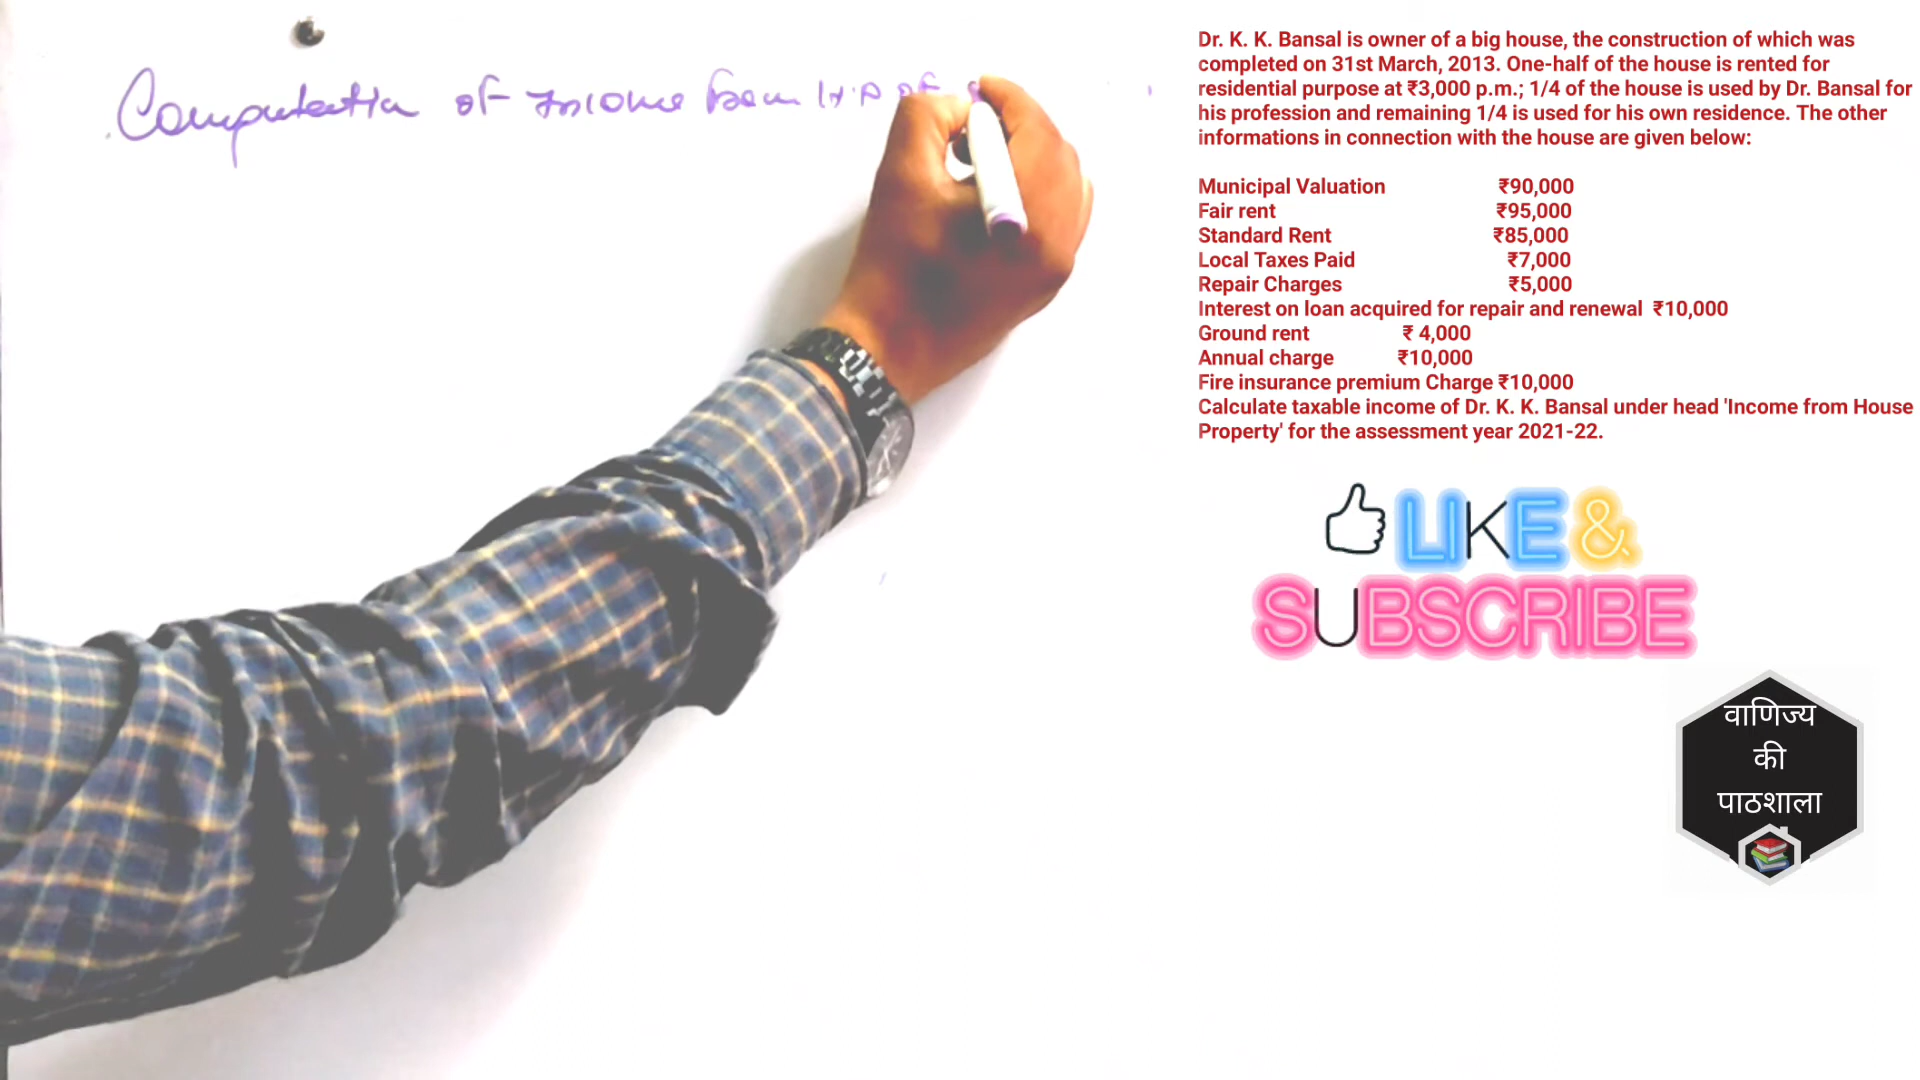 Computation of Income from H.P of
Dr. K. K. Bansal is owner of a big house, the construction of which was
completed on 31st March, 2013. One-half of the house is rented for
residential purpose at ₹3,000 p.m.; 1/4 of the house is used by Dr. Bansal for
his profession and remaining 1/4 is used for his own residence. The other
informations in connection with the house are given below:
Municipal Valuation ₹90,000
Fair rent ₹95,000
Standard Rent ₹85,000
Local Taxes Paid ₹7,000
Repair Charges ₹5,000
Interest on loan acquired for repair and renewal ₹10,000
Ground rent ₹ 4,000
Annual charge ₹10,000
Fire insurance premium Charge ₹10,000
Calculate taxable income of Dr. K. K. Bansal under head 'Income from House
Property' for the assessment year 2021-22.
LIKE &
SUBSCRIBE
वाणिज्य
की
पाठशाला